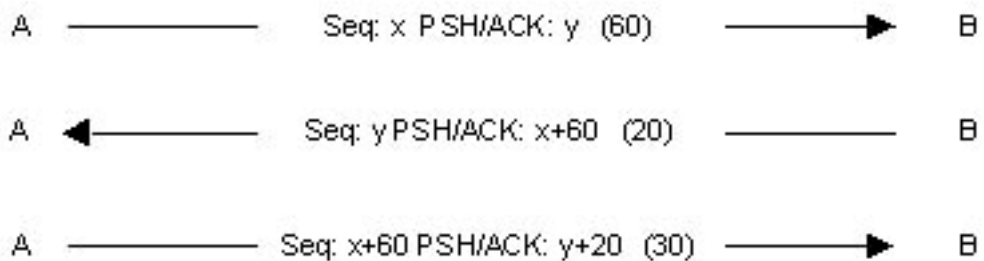 A Seq: x PSH/ACK: y (60) B
A Seq: y PSH/ACK: x+60 (20) B
A Seq: x+60 PSH/ACK: y+20 (30) B